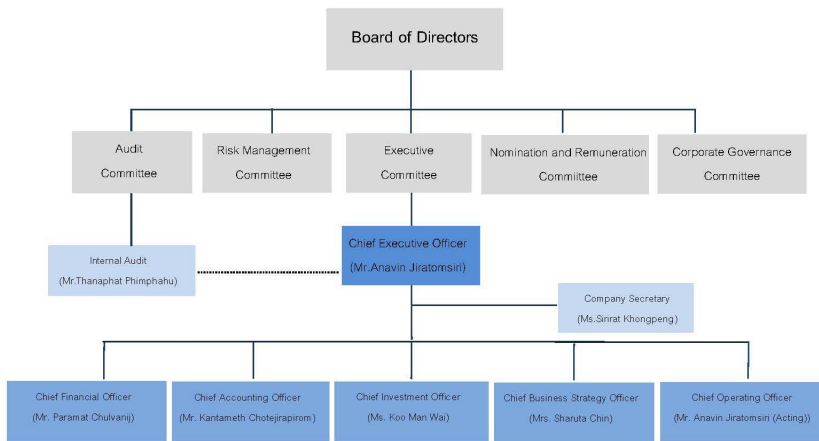 Board of Directors
Audit
Committee
Risk Management
Committee
Executive
Committee
Nomination and Remuneration
Commiittee
Corporate Governance
Committee
Chief Executive Officer
(Mr.Anavin Jiratomsiri)
Internal Audit
(Mr.Thanaphat Phimphahu)
Company Secretary
(Ms.Sirirat Khongpeng)
Chief Financial Officer
(Mr. Paramat Chulvanij)
Chief Accounting Officer
(Mr. Kantameth Chotejirapirom)
Chief Investment Officer
(Ms. Koo Man Wai)
Chief Business Strategy Officer
(Mrs. Sharuta Chin)
Chief Operating Officer
(Mr. Anavin Jiratomsiri (Acting))